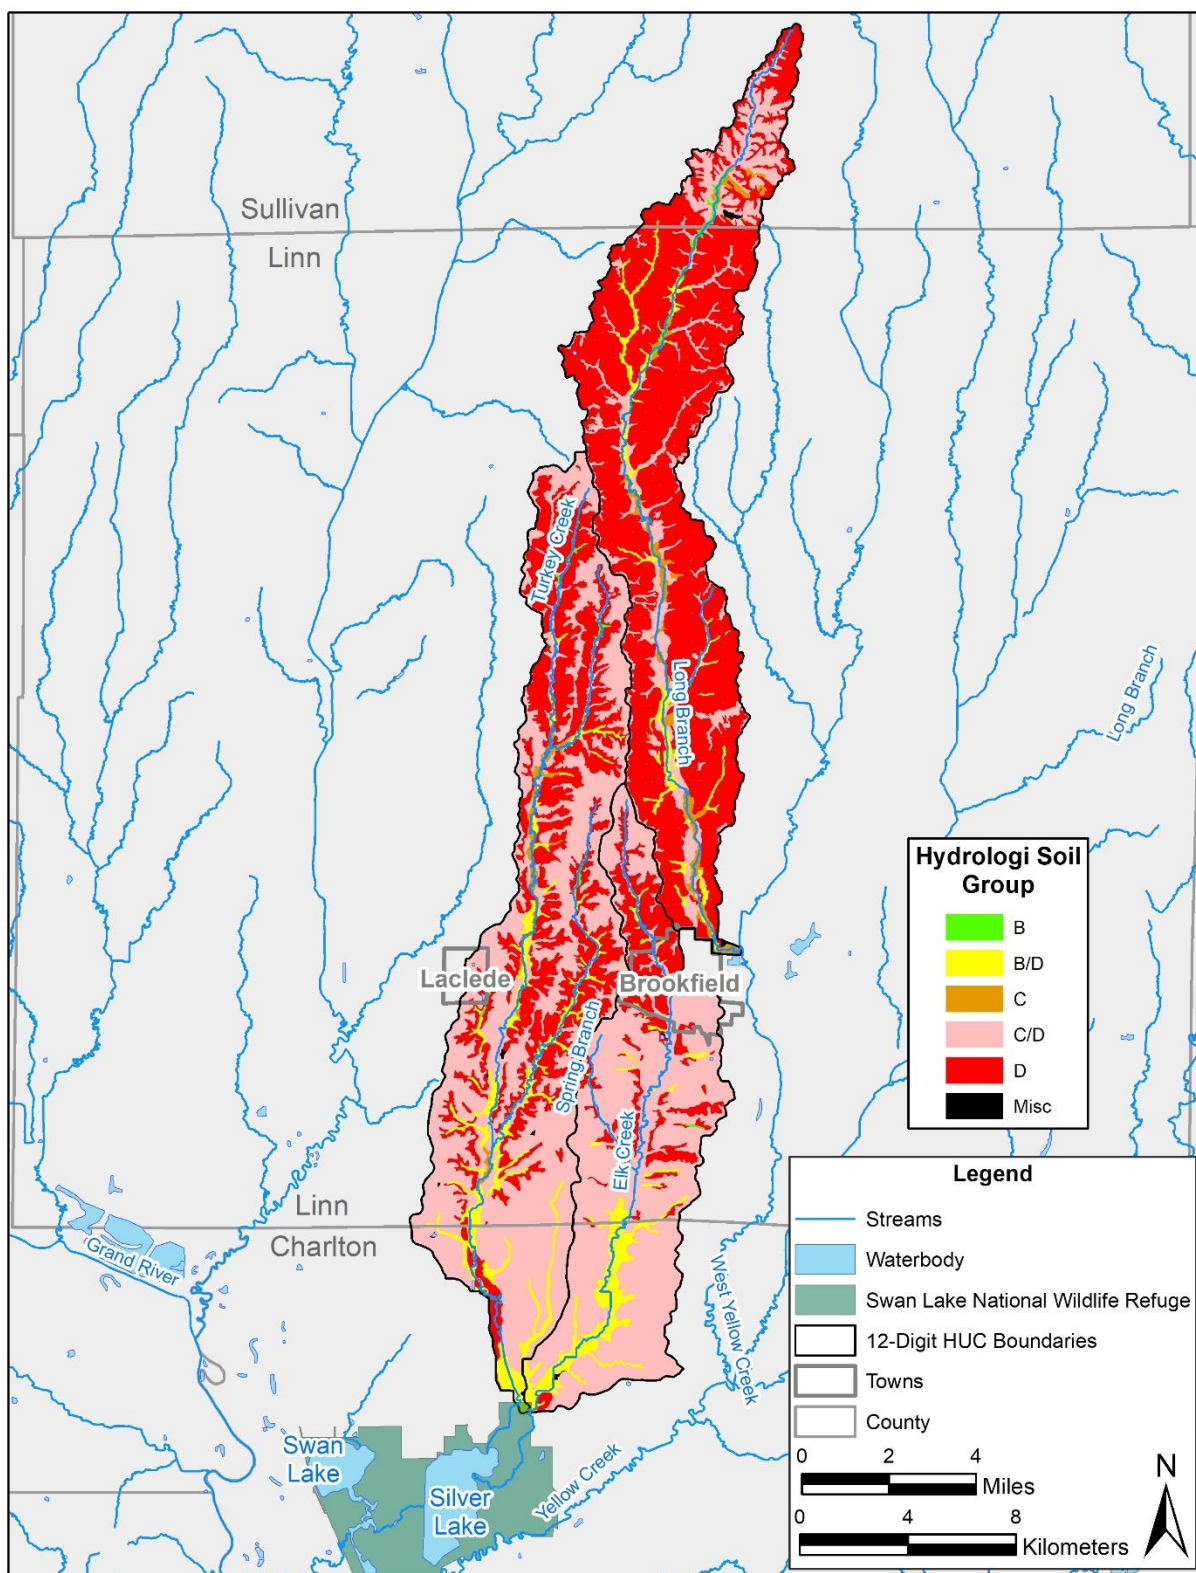 Sullivan
Linn
Turkey Creek
Long Branch
Long Branch
Hydrologi Soil
Group
B
B/D
C
C/D
D
Misc
Laclede
Brookfield
Spring Branch
Elk Creek
Linn
Charlton
Grand River
West Yellow Creek
Swan
Lake
Silver
Lake
Yellow Creek
Legend
Streams
Waterbody
Swan Lake National Wildlife Refuge
12-Digit HUC Boundaries
Towns
County
0 2 4
Miles
0 4 8
Kilometers
N